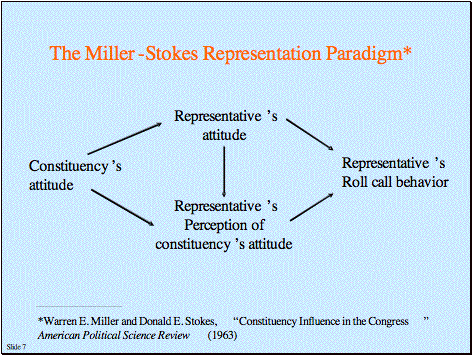 The Miller -Stokes Representation Paradigm*
Representative 's
attitude
Constituency 's
attitude
Representative 's
Roll call behavior
Representative 's
Perception of
constituency 's attitude
*Warren E. Miller and Donald E. Stokes, “Constituency Influence in the Congress ”
American Political Science Review (1963)
Slide 7